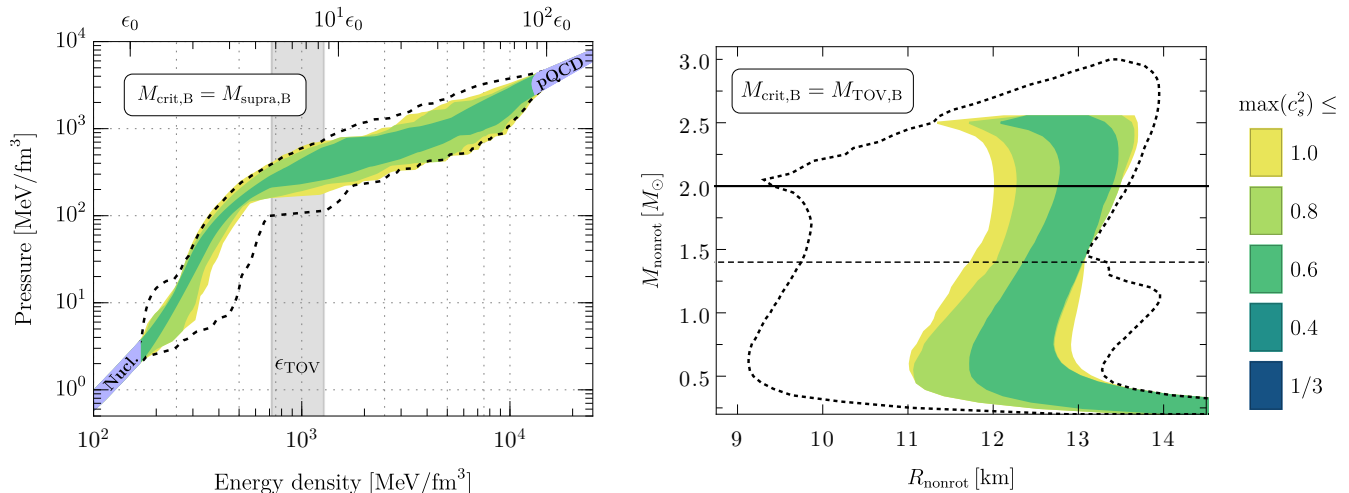 ϵ₀ 10¹ϵ₀ 10²ϵ₀
10⁴
10³
10²
10¹
10⁰
Pressure [MeV/fm³]
M_crit,B = M_supra,B
pQCD
Nucl.
ϵ_TOV
10² 10³ 10⁴
Energy density [MeV/fm³]
3.0
2.5
2.0
1.5
1.0
0.5
M_nonrot [M_⊙]
M_crit,B = M_TOV,B
9 10 11 12 13 14
R_nonrot [km]
max(c_s²) ≤
1.0
0.8
0.6
0.4
1/3